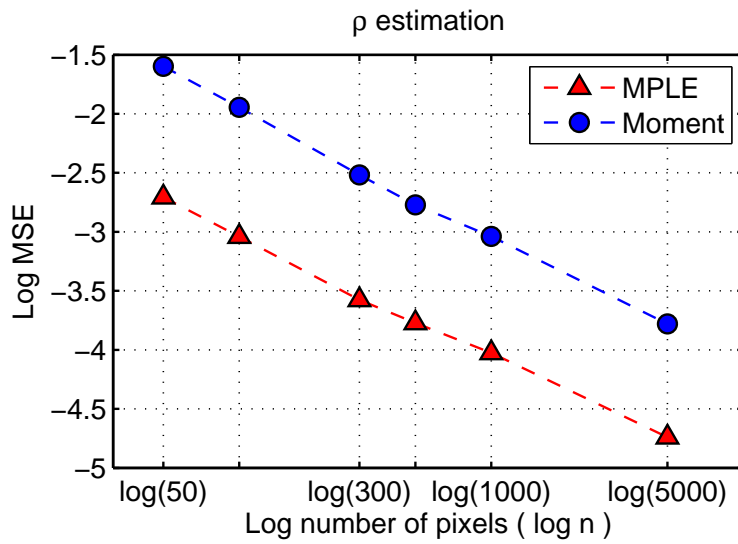 ρ estimation
−1.5
−2
−2.5
−3
−3.5
−4
−4.5
−5
Log MSE
MPLE
Moment
log(50)
log(300)
log(1000)
log(5000)
Log number of pixels ( log n )